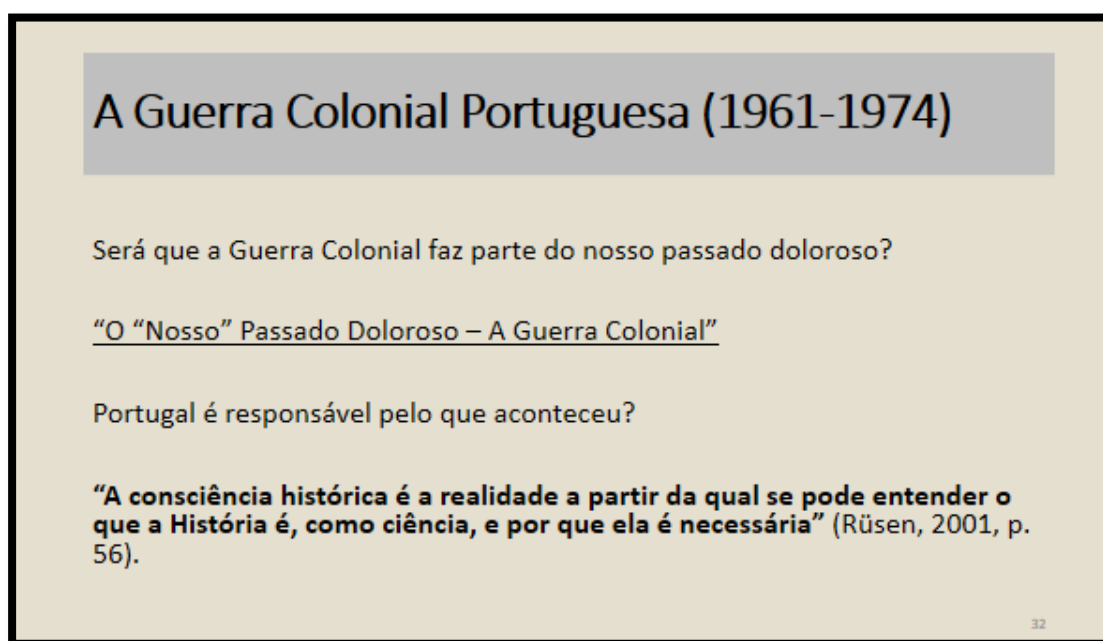 A Guerra Colonial Portuguesa (1961-1974)
Será que a Guerra Colonial faz parte do nosso passado doloroso?
“O “Nosso” Passado Doloroso – A Guerra Colonial”
Portugal é responsável pelo que aconteceu?
“A consciência histórica é a realidade a partir da qual se pode entender o
que a História é, como ciência, e por que ela é necessária” (Rüsen, 2001, p.
56).
32